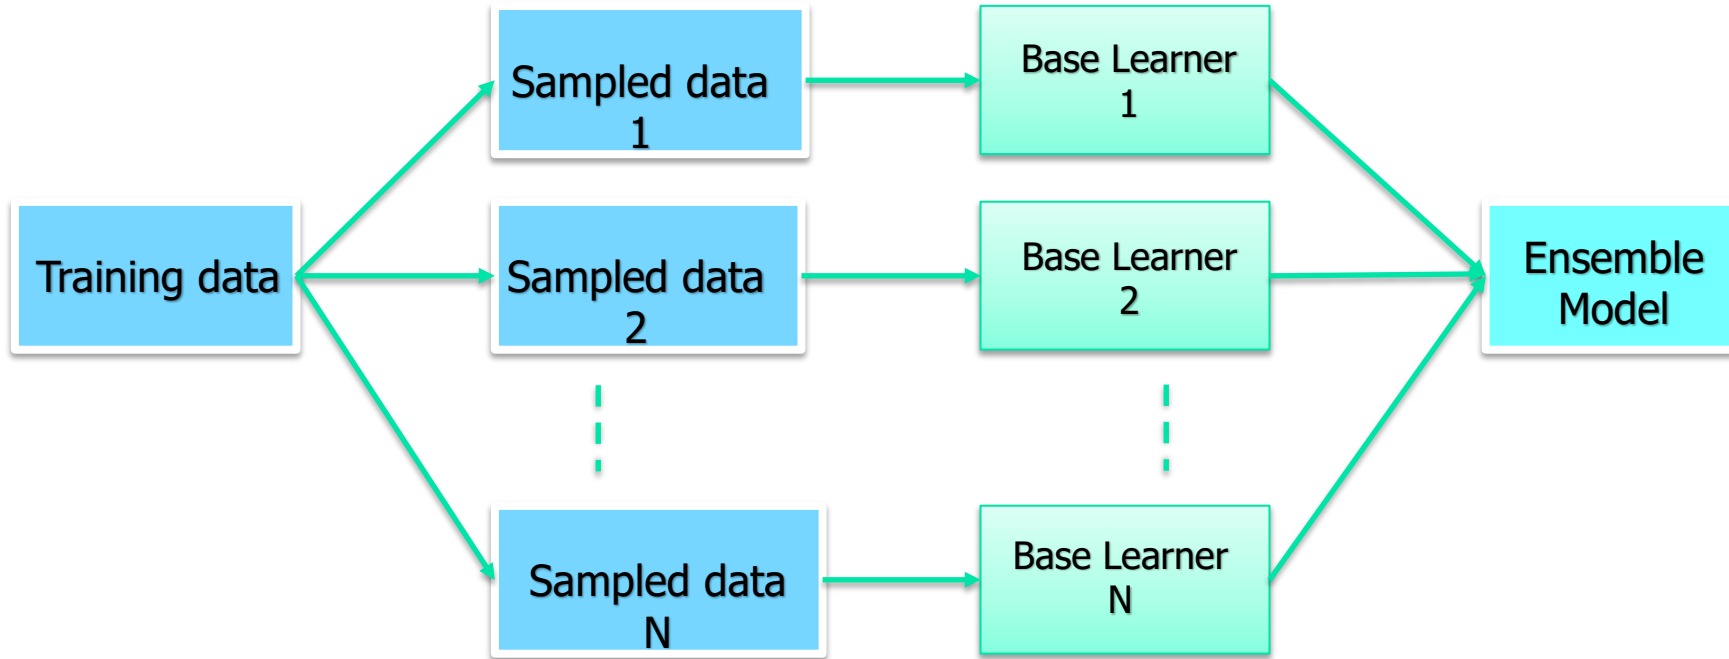 Sampled data
1
Base Learner
1
Training data
Sampled data
2
Base Learner
2
Ensemble
Model
Sampled data
N
Base Learner
N